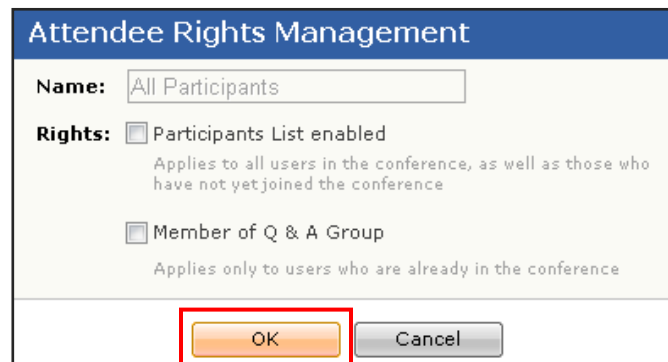 Attendee Rights Management
Name: All Participants
Rights: Participants List enabled
Applies to all users in the conference, as well as those who
have not yet joined the conference
Member of Q & A Group
Applies only to users who are already in the conference
OK Cancel